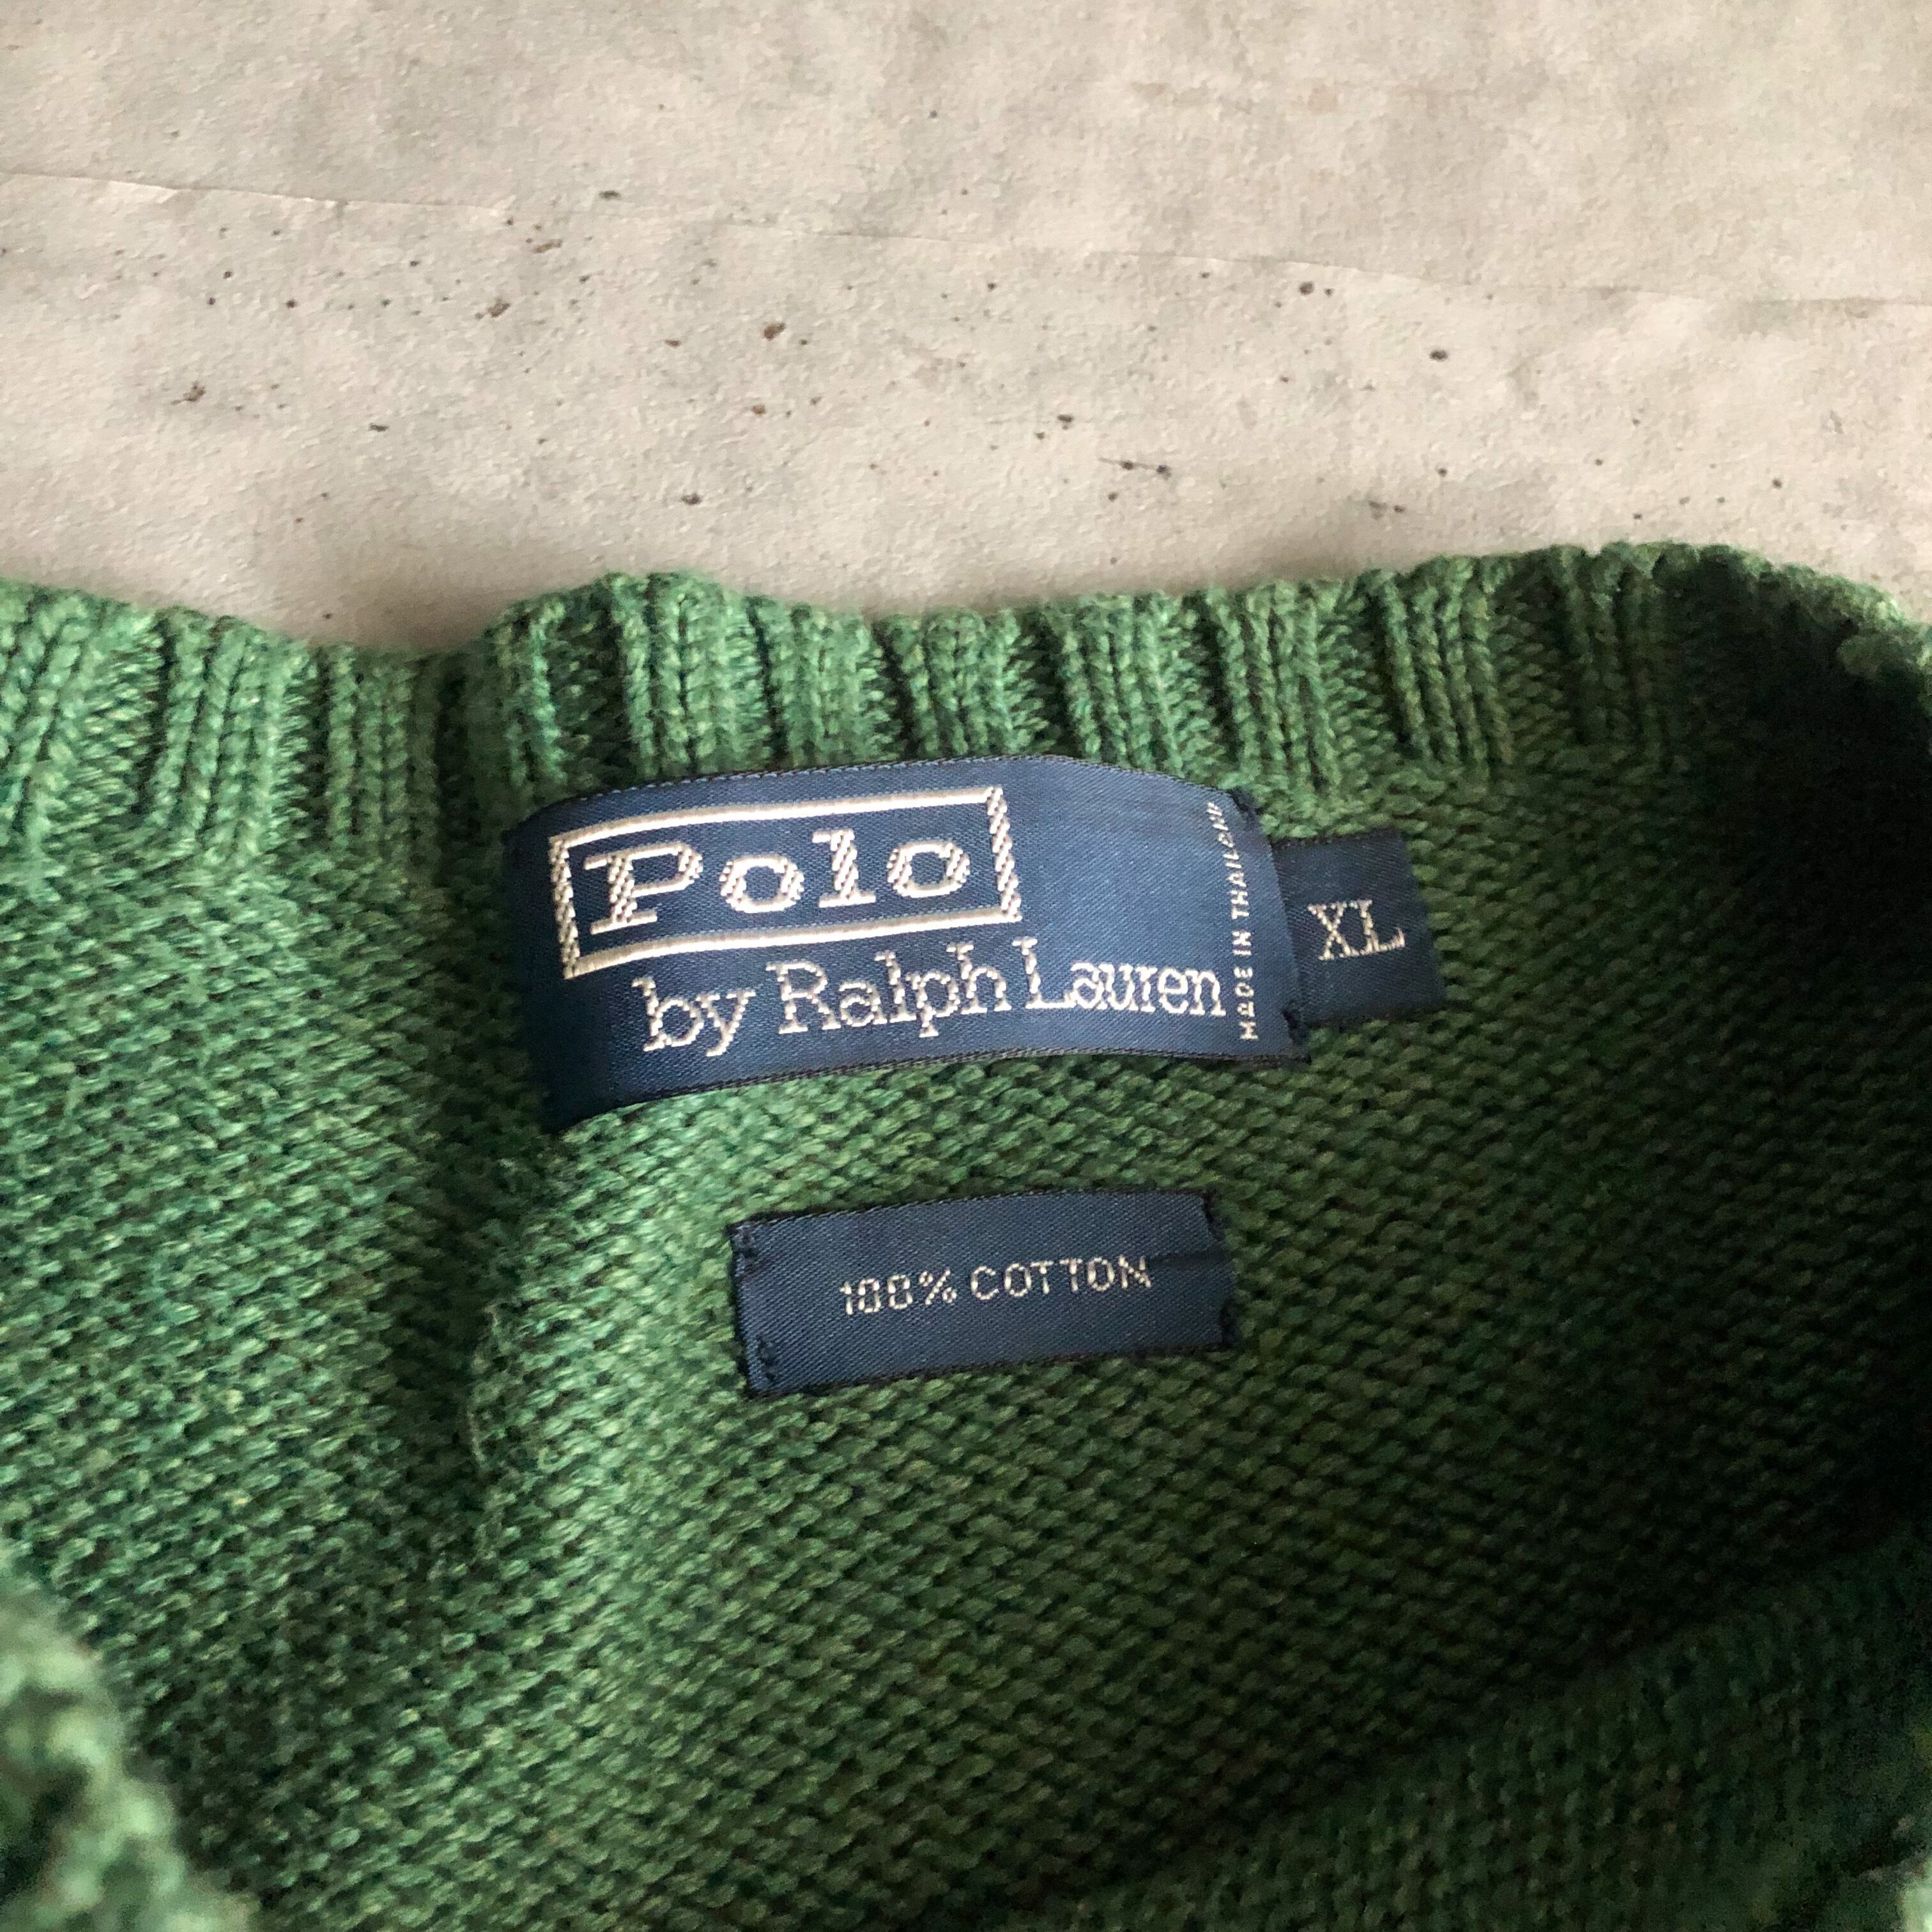 Polo
by Ralph Lauren
MADE IN THAILAND
XL
100% COTTON